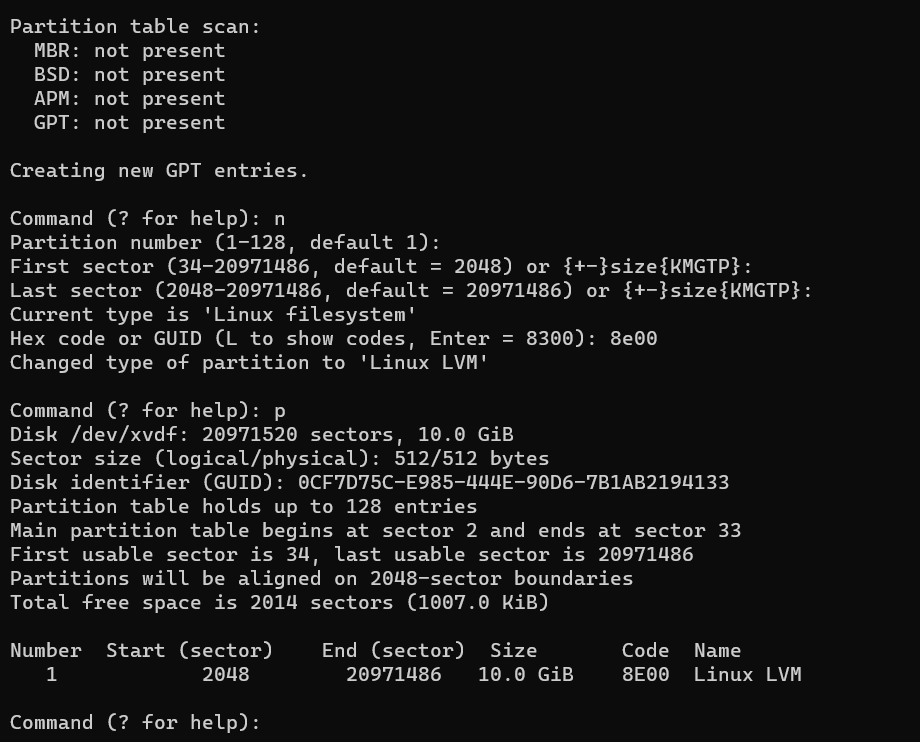 Partition table scan:
  MBR: not present
  BSD: not present
  APM: not present
  GPT: not present

Creating new GPT entries.

Command (? for help): n
Partition number (1-128, default 1):
First sector (34-20971486, default = 2048) or {+-}size{KMGTP}:
Last sector (2048-20971486, default = 20971486) or {+-}size{KMGTP}:
Current type is 'Linux filesystem'
Hex code or GUID (L to show codes, Enter = 8300): 8e00
Changed type of partition to 'Linux LVM'

Command (? for help): p
Disk /dev/xvdf: 20971520 sectors, 10.0 GiB
Sector size (logical/physical): 512/512 bytes
Disk identifier (GUID): 0CF7D75C-E985-444E-90D6-7B1AB2194133
Partition table holds up to 128 entries
Main partition table begins at sector 2 and ends at sector 33
First usable sector is 34, last usable sector is 20971486
Partitions will be aligned on 2048-sector boundaries
Total free space is 2014 sectors (1007.0 KiB)

Number  Start (sector)    End (sector)  Size       Code  Name
   1            2048        20971486   10.0 GiB    8E00  Linux LVM

Command (? for help):